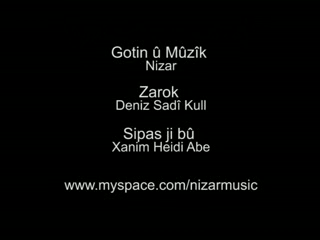 Gotin û Mûzîk
Nizar
Zarok
Deniz Sadî Kull
Sipas ji bû
Xanim Heidi Abe
www.myspace.com/nizarmusic